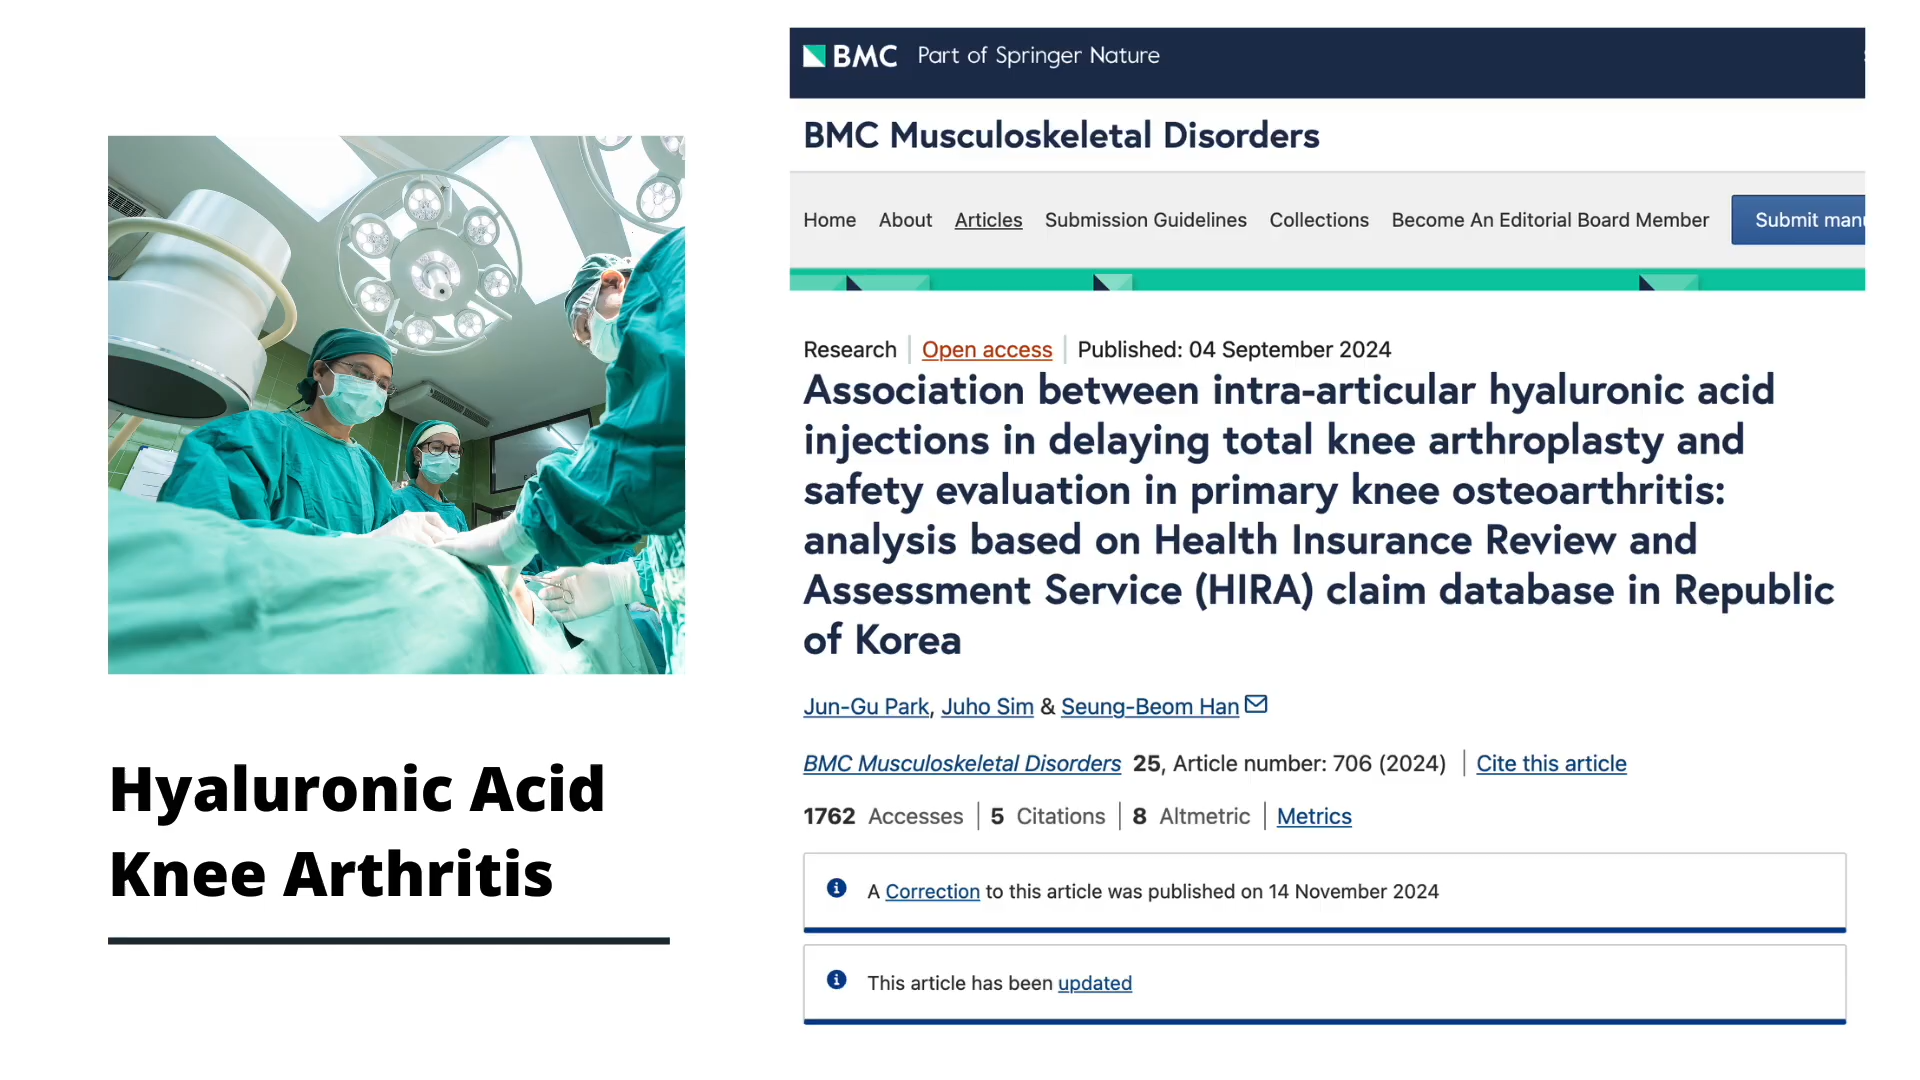 Hyaluronic Acid
Knee Arthritis
BMC Part of Springer Nature
BMC Musculoskeletal Disorders
Home About Articles Submission Guidelines Collections Become An Editorial Board Member Submit
Research Open access Published: 04 September 2024
Association between intra-articular hyaluronic acid
injections in delaying total knee arthroplasty and
safety evaluation in primary knee osteoarthritis:
analysis based on Health Insurance Review and
Assessment Service (HIRA) claim database in Republic
of Korea
Jun-Gu Park, Juho Sim & Seung-Beom Han
BMC Musculoskeletal Disorders 25, Article number: 706 (2024) Cite this article
1762 Accesses 5 Citations 8 Altmetric Metrics
A Correction to this article was published on 14 November 2024
This article has been updated